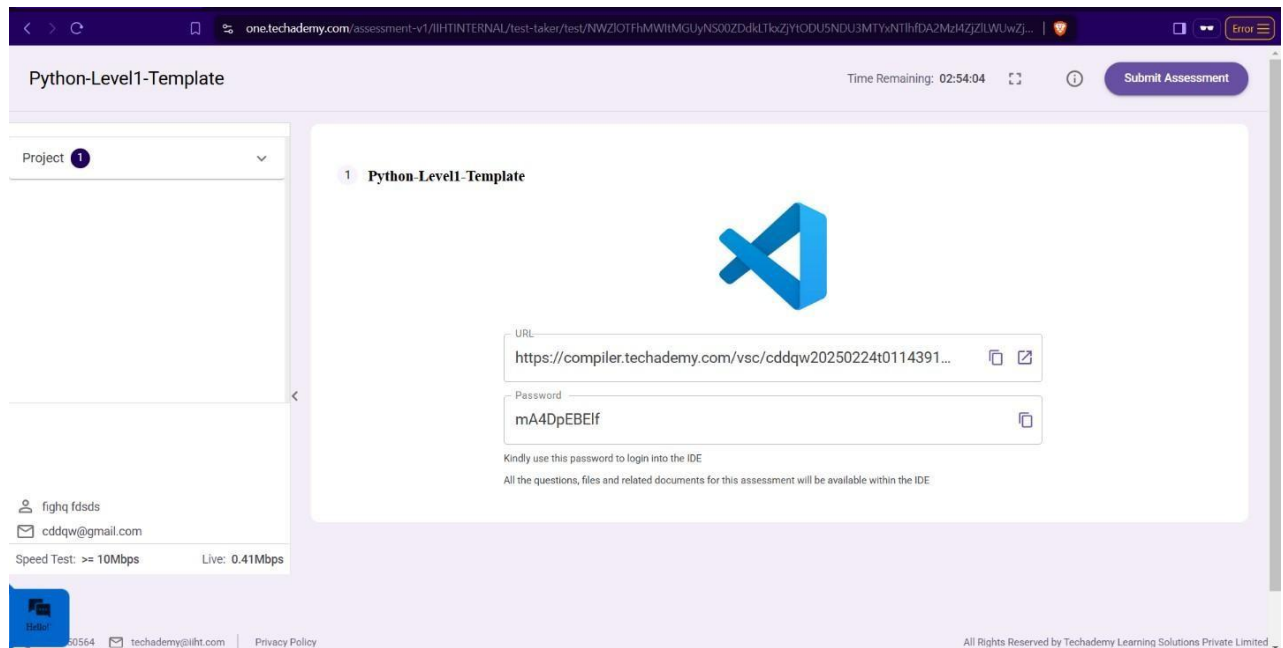 one.techademy.com/assessment-v1/IIHTINTERNAL/test-taker/test/
Error
Python-Level1-Template
Time Remaining: 02:54:04
Submit Assessment
Project 1
1 Python-Level1-Template
URL
https://compiler.techademy.com/vsc/cddqw20250224t0114391...
Password
mA4DpEBElf
Kindly use this password to login into the IDE
All the questions, files and related documents for this assessment will be available within the IDE
fighq fdsds
cddqw@gmail.com
Speed Test: >= 10Mbps Live: 0.41Mbps
Hello!
50564 techademy@iiht.com Privacy Policy
All Rights Reserved by Techademy Learning Solutions Private Limited